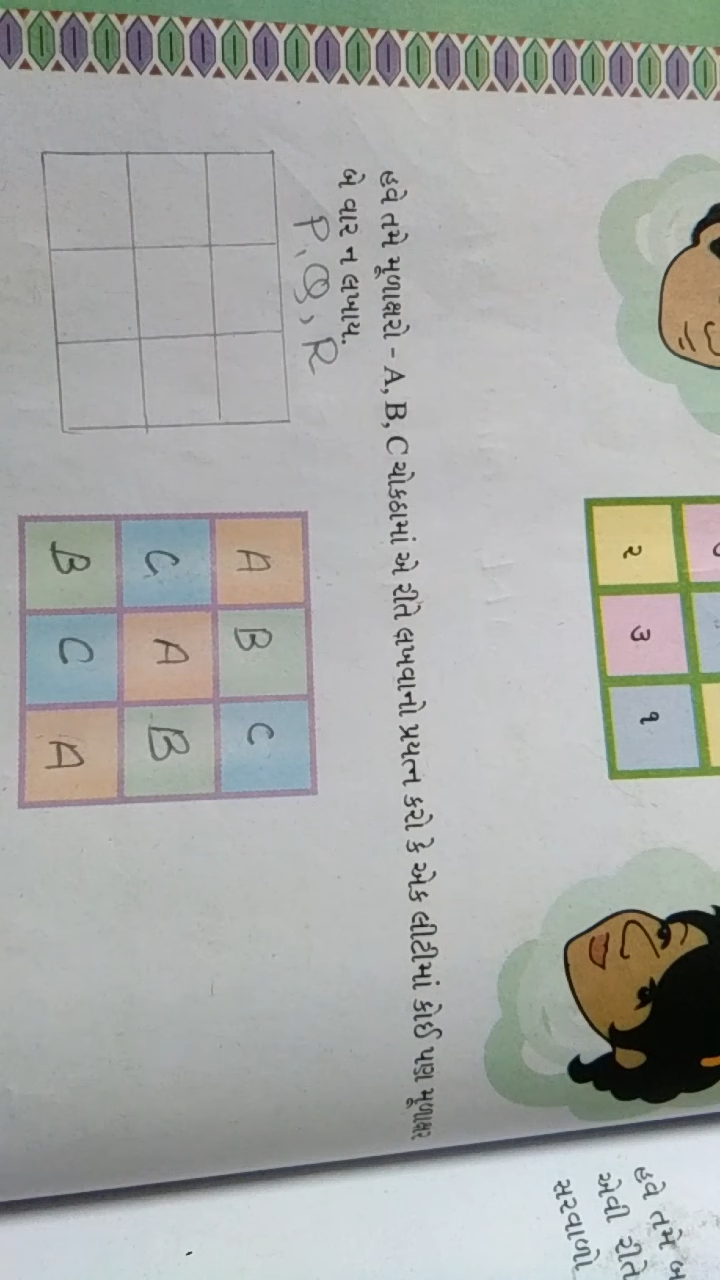 ૨ ૩ ૧
હવે તમે મૂળાક્ષરો - A, B, C ચોકઠામાં એ રીતે લખવાનો પ્રયત્ન કરો કે એક લીટીમાં કોઈ પણ મૂળાક્ષર
બે વાર ન લખાય.
P, Q, R
A B C
C A B
B C A
હવે તમે
એવી રીતે
સરવાળો